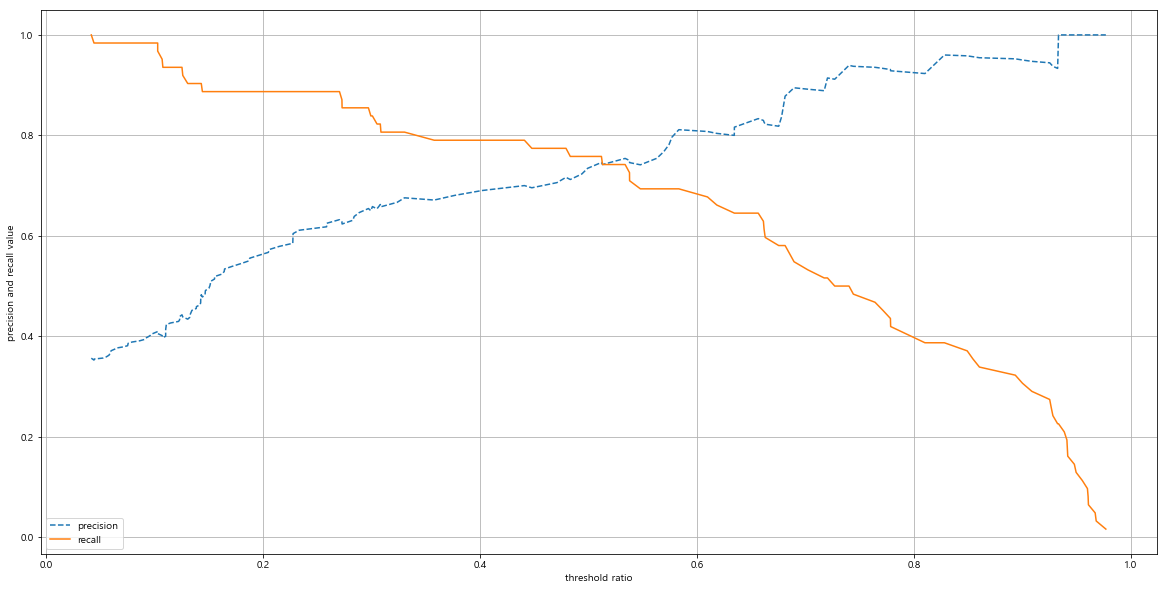 1.0
0.8
0.6
0.4
0.2
0.0
precision and recall value
precision
recall
0.0 0.2 0.4 0.6 0.8 1.0
threshold ratio